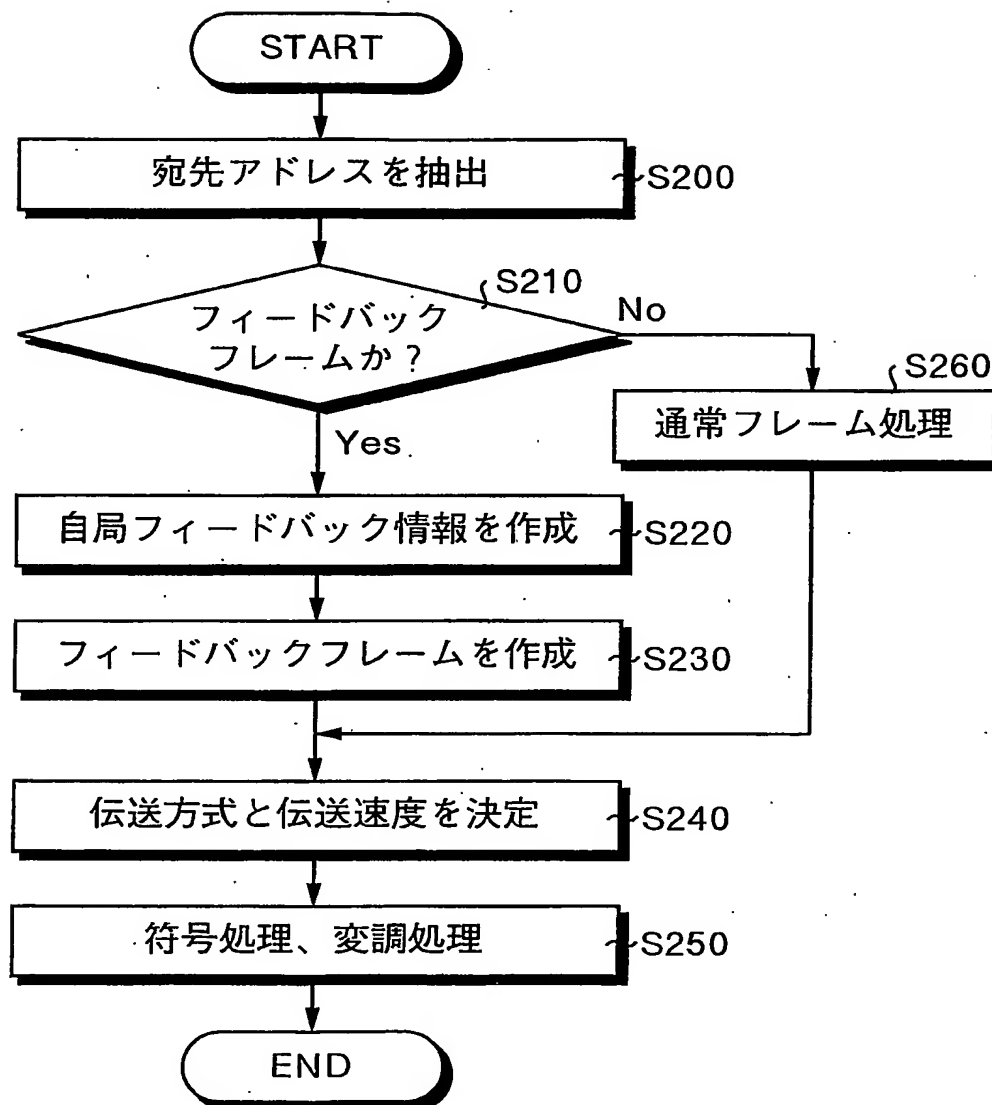 START
宛先アドレスを抽出
S200
S210
フィードバック
フレームか?
No
S260
通常フレーム処理
Yes
自局フィードバック情報を作成
S220
フィードバックフレームを作成
S230
伝送方式と伝送速度を決定
S240
符号処理、変調処理
S250
END